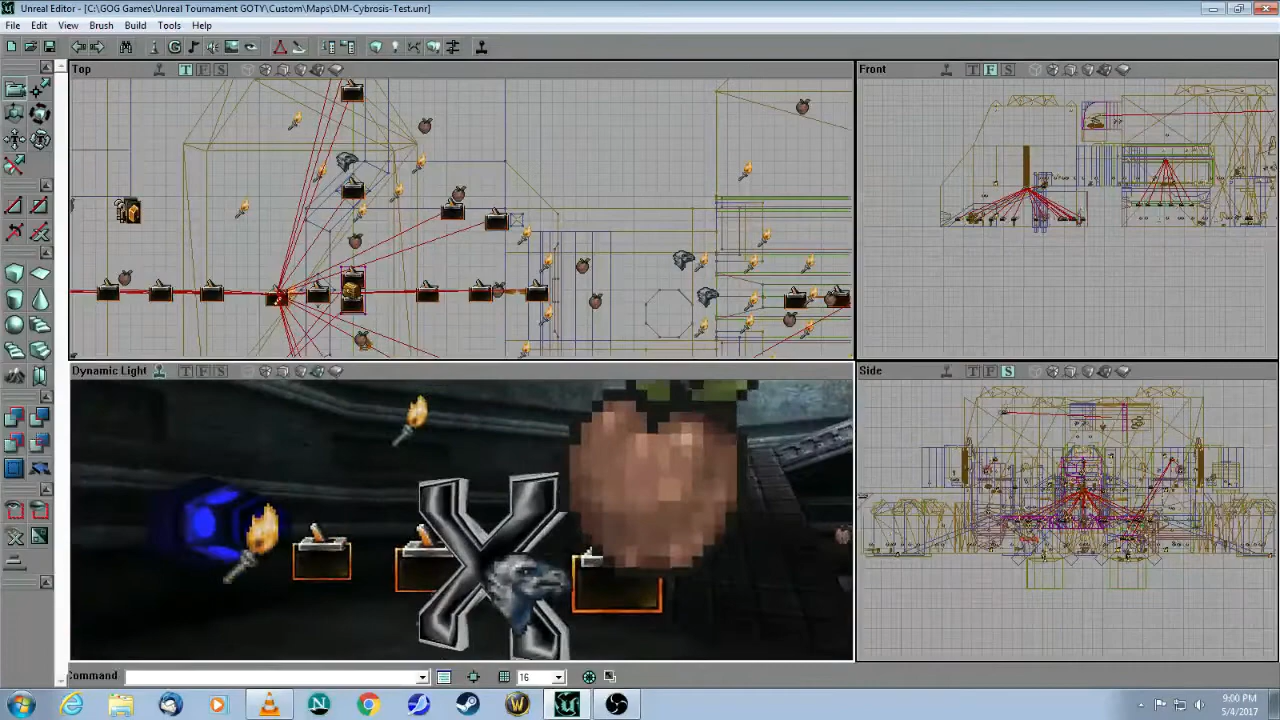 Unreal Editor - [C:\GOG Games\Unreal Tournament GOTY\Custom\Maps\DM-Cybrosis-Test.unr]
File Edit View Brush Build Tools Help
Top T F S
Front T F S
Dynamic Light T F S
Side T F S
Command 16
9:00 PM
5/4/2017